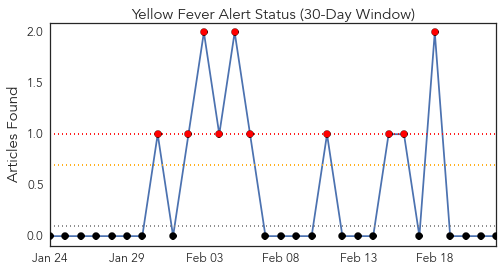 Yellow Fever Alert Status (30-Day Window)
Articles Found
2.0
1.5
1.0
0.5
0.0
Jan 24 Jan 29 Feb 03 Feb 08 Feb 13 Feb 18